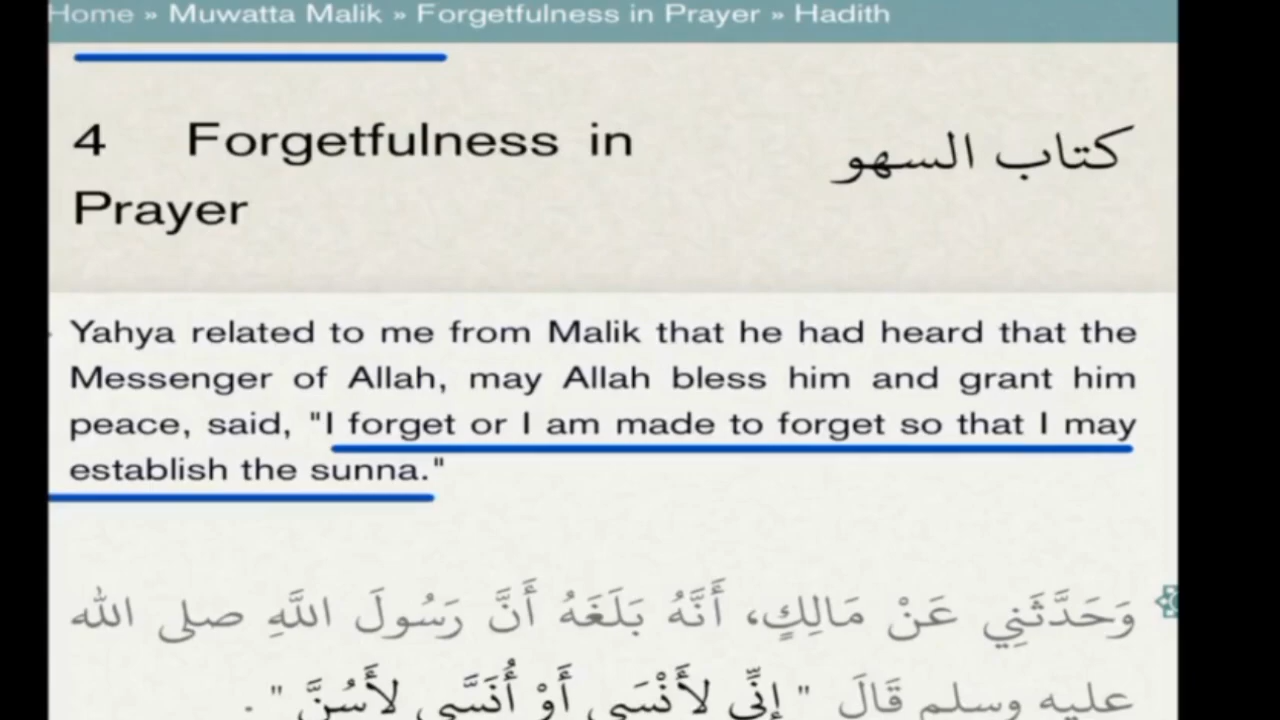 Home » Muwatta Malik » Forgetfulness in Prayer » Hadith
4 Forgetfulness in
Prayer
كتاب السهو
Yahya related to me from Malik that he had heard that the
Messenger of Allah, may Allah bless him and grant him
peace, said, "I forget or I am made to forget so that I may
establish the sunna."
وَحَدَّثَنِي عَنْ مَالِكٍ، أَنَّهُ بَلَغَهُ أَنَّ رَسُولَ اللَّهِ صلى الله
عليه وسلم قَالَ " إِنِّي لأَنْسَى أَوْ أُنَسَّى لأَسُنَّ " .